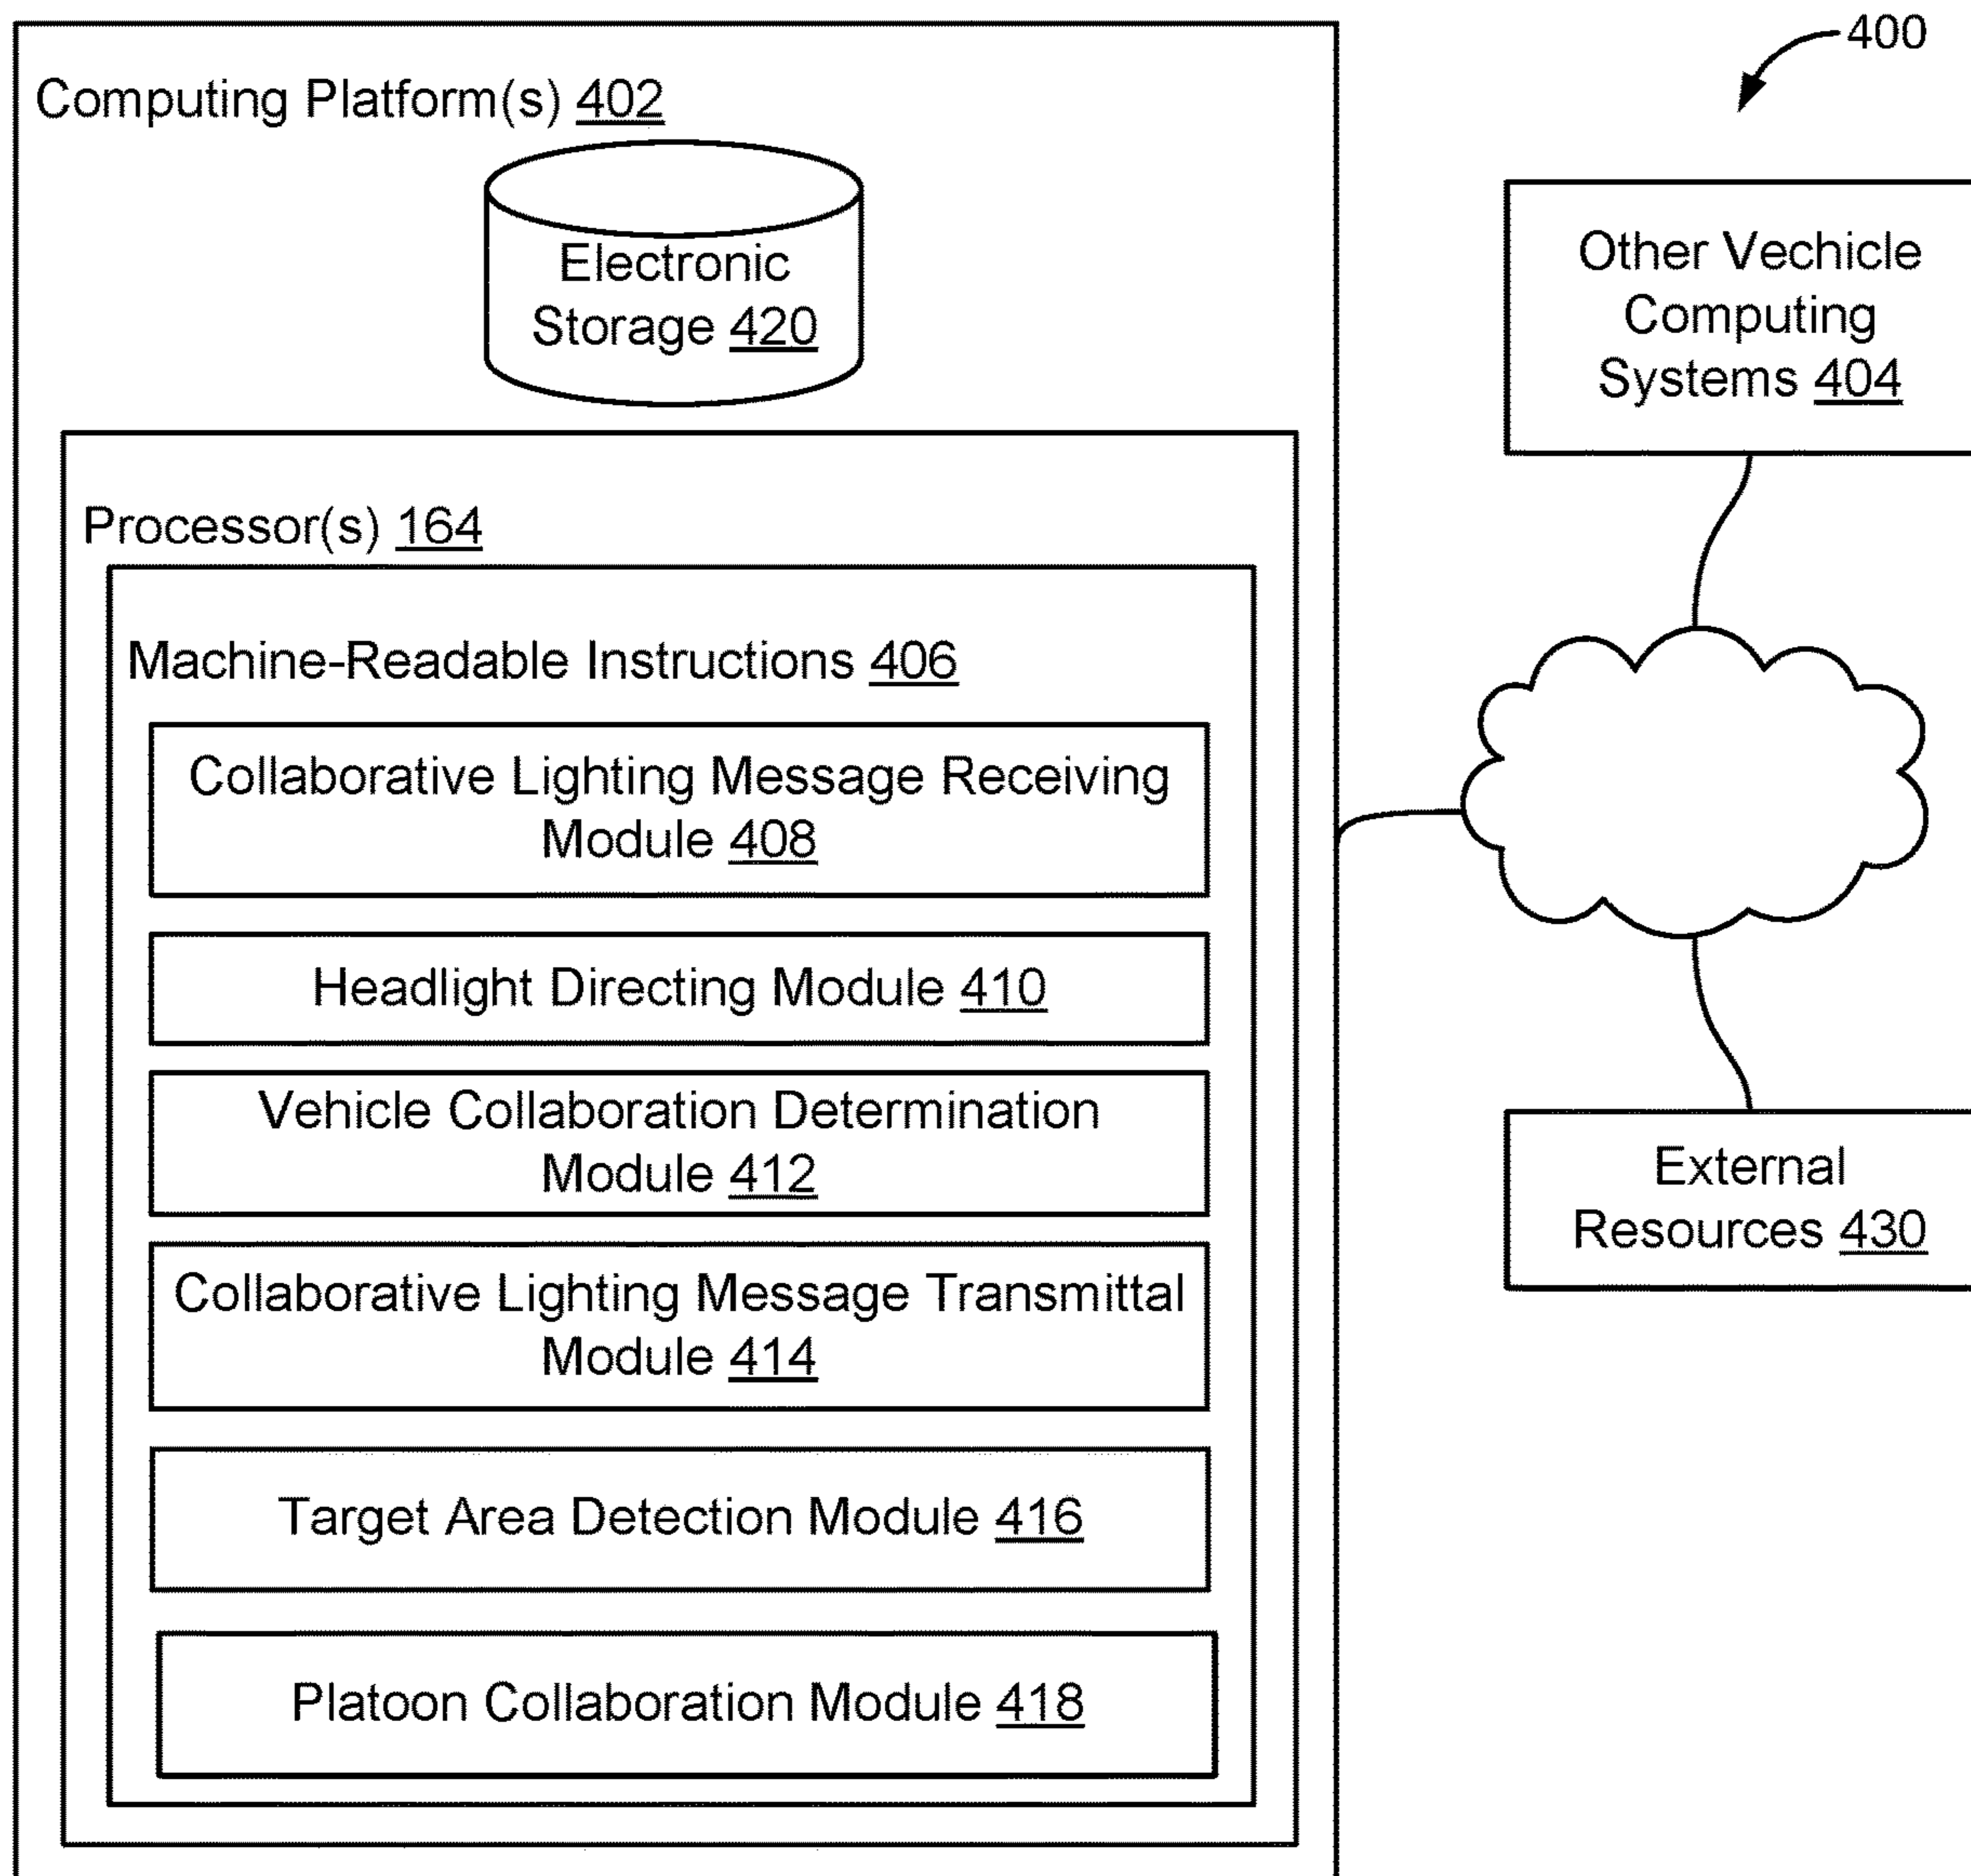 400
Computing Platform(s) 402
Electronic
Storage 420
Processor(s) 164
Machine-Readable Instructions 406
Collaborative Lighting Message Receiving
Module 408
Headlight Directing Module 410
Vehicle Collaboration Determination
Module 412
Collaborative Lighting Message Transmittal
Module 414
Target Area Detection Module 416
Platoon Collaboration Module 418
Other Vechicle
Computing
Systems 404
External
Resources 430